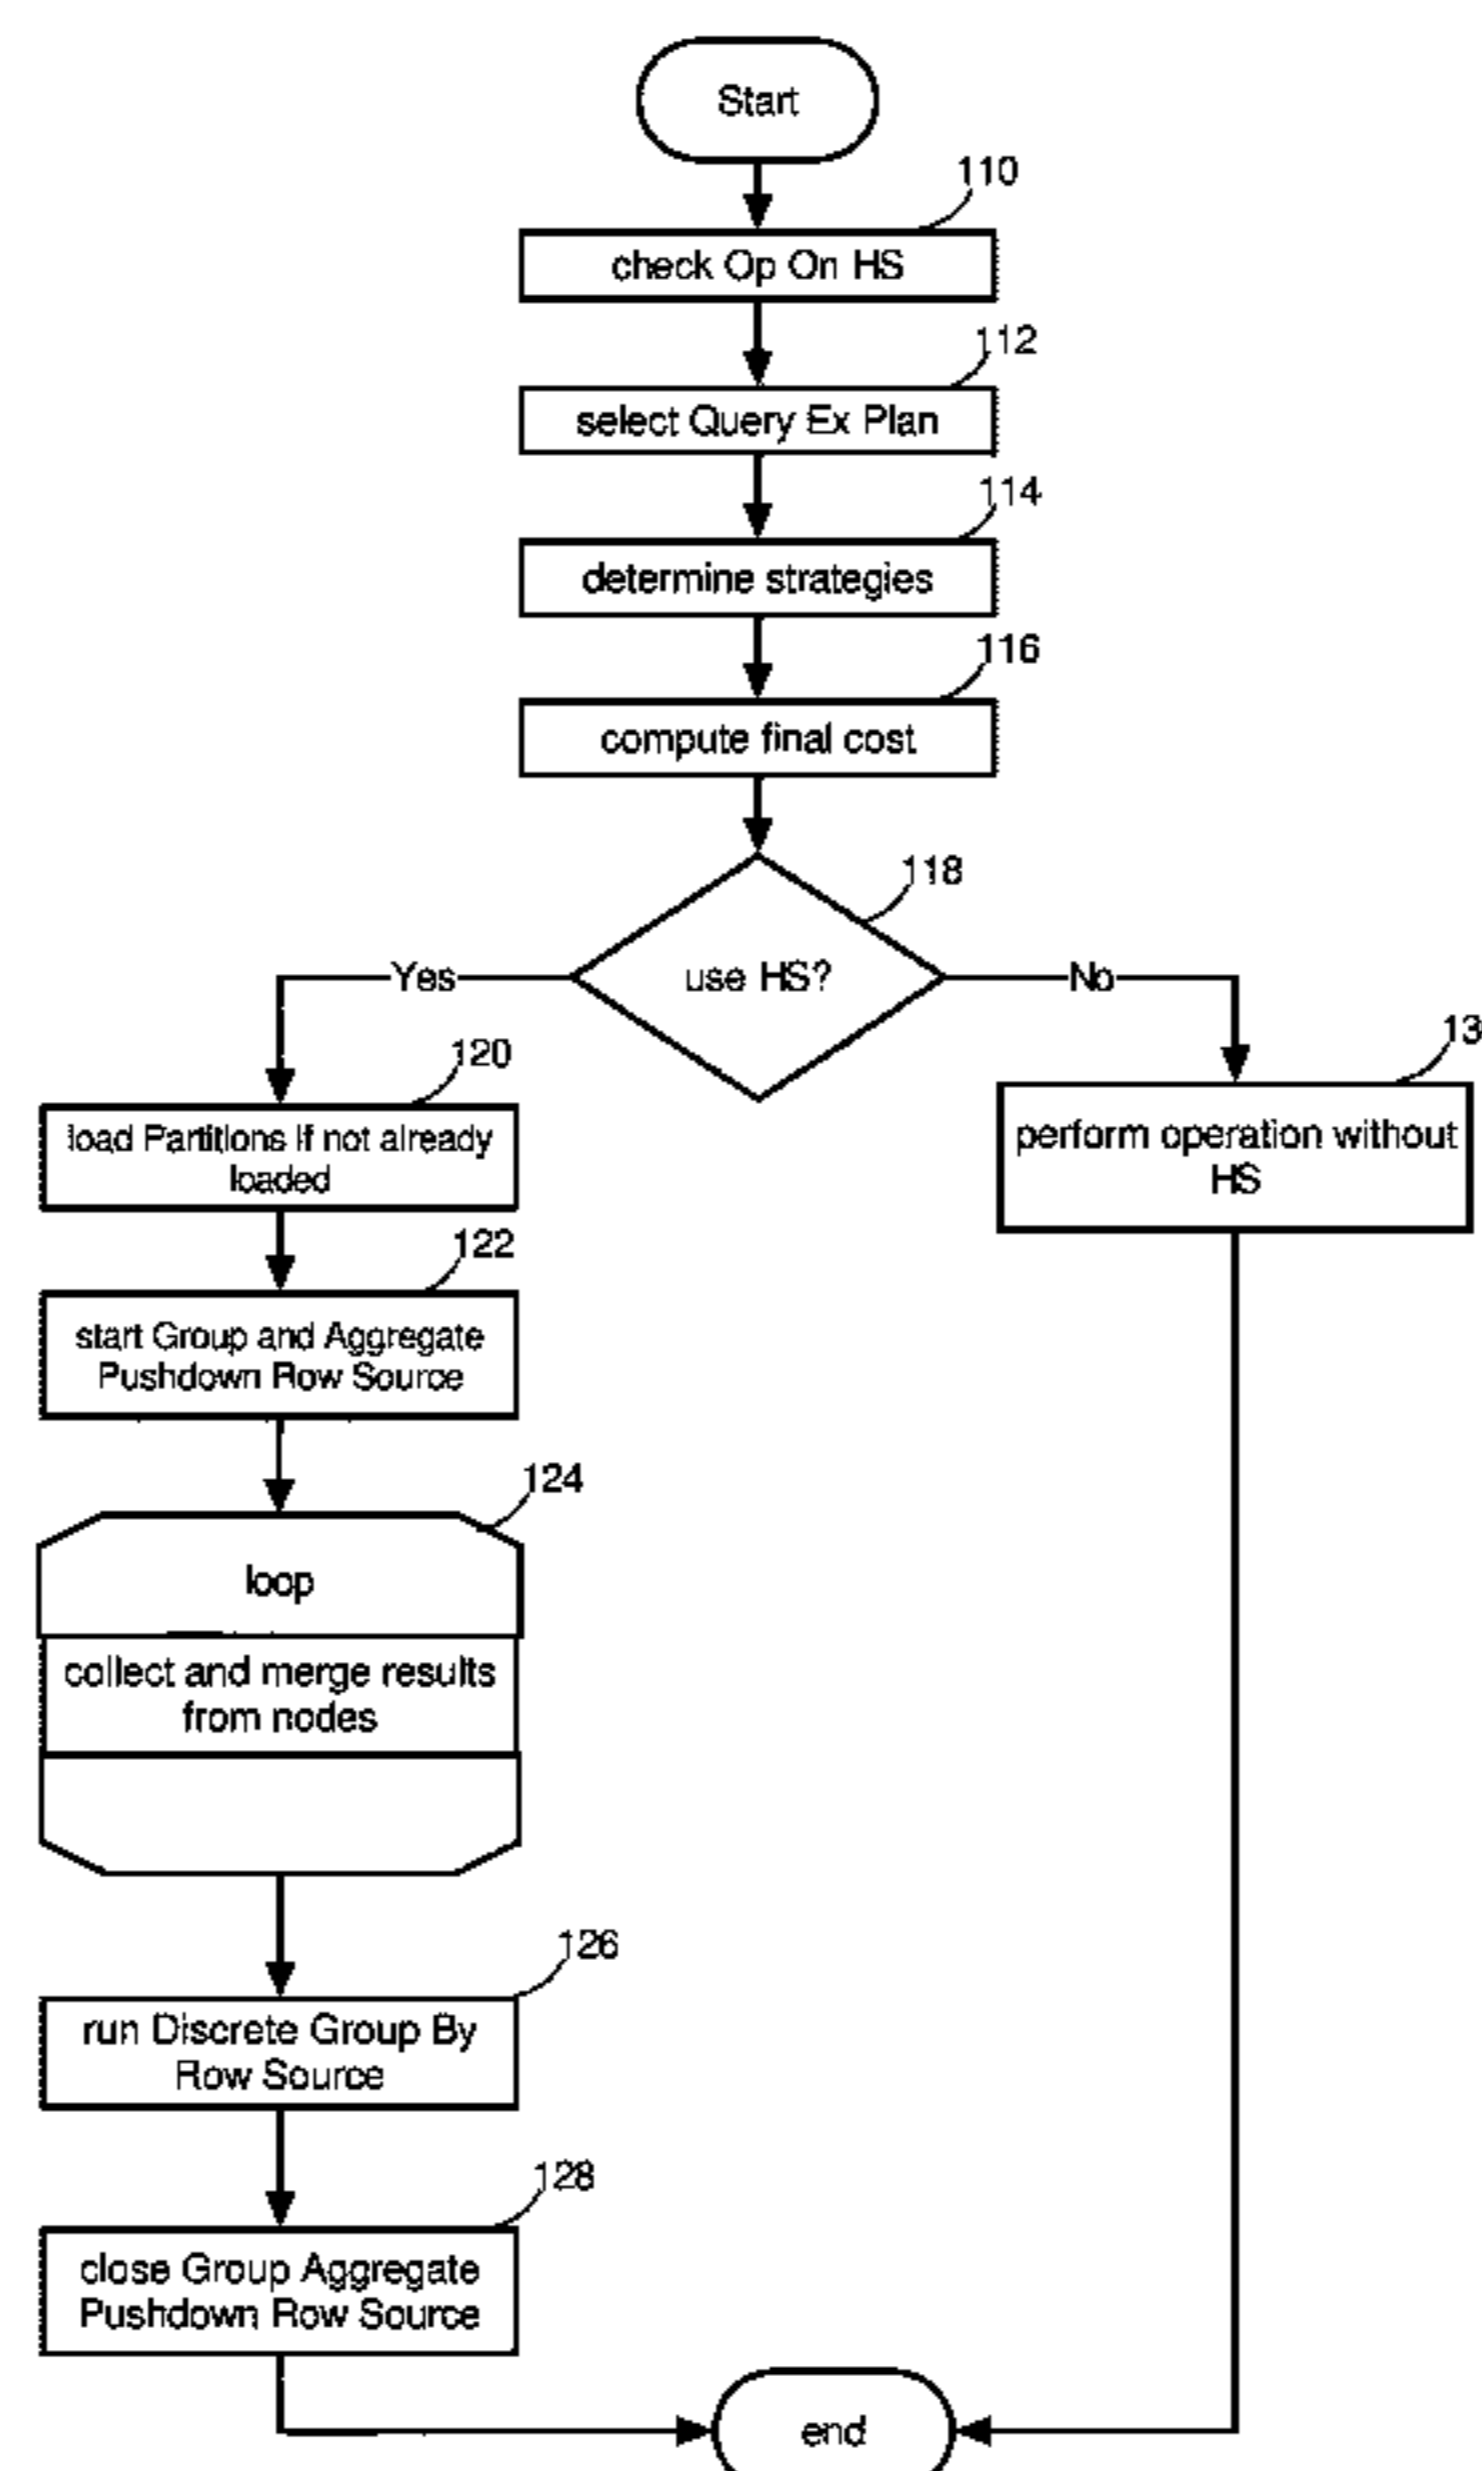 Start
110
check Op On HS
112
select Query Ex Plan
114
determine strategies
116
compute final cost
118
use HS?
Yes
No
120
load Partitions if not already
loaded
13
perform operation without
HS
122
start Group and Aggregate
Pushdown Row Source
124
loop
collect and merge results
from nodes
126
run Discrete Group By
Row Source
128
close Group Aggregate
Pushdown Row Source
end